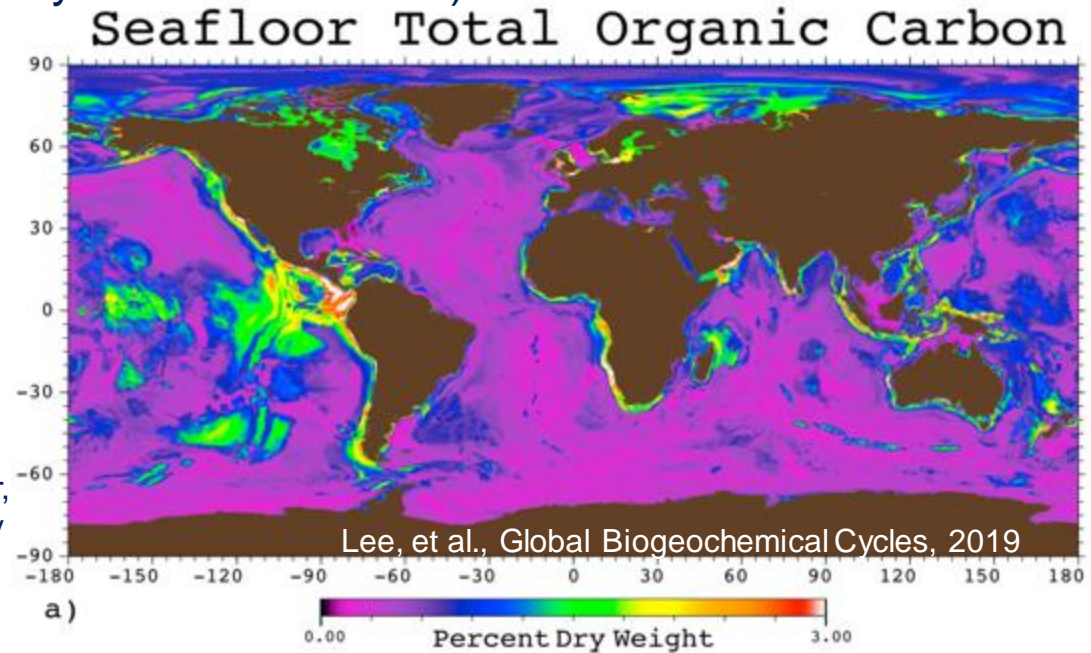 Seafloor Total Organic Carbon
90
60
30
0
-30
-60
-90
Lee, et al., Global Biogeochemical Cycles, 2019
-180 -150 -120 -90 -60 -30 0 30 60 90 120 150 180
a)
0.00 Percent Dry Weight 3.00